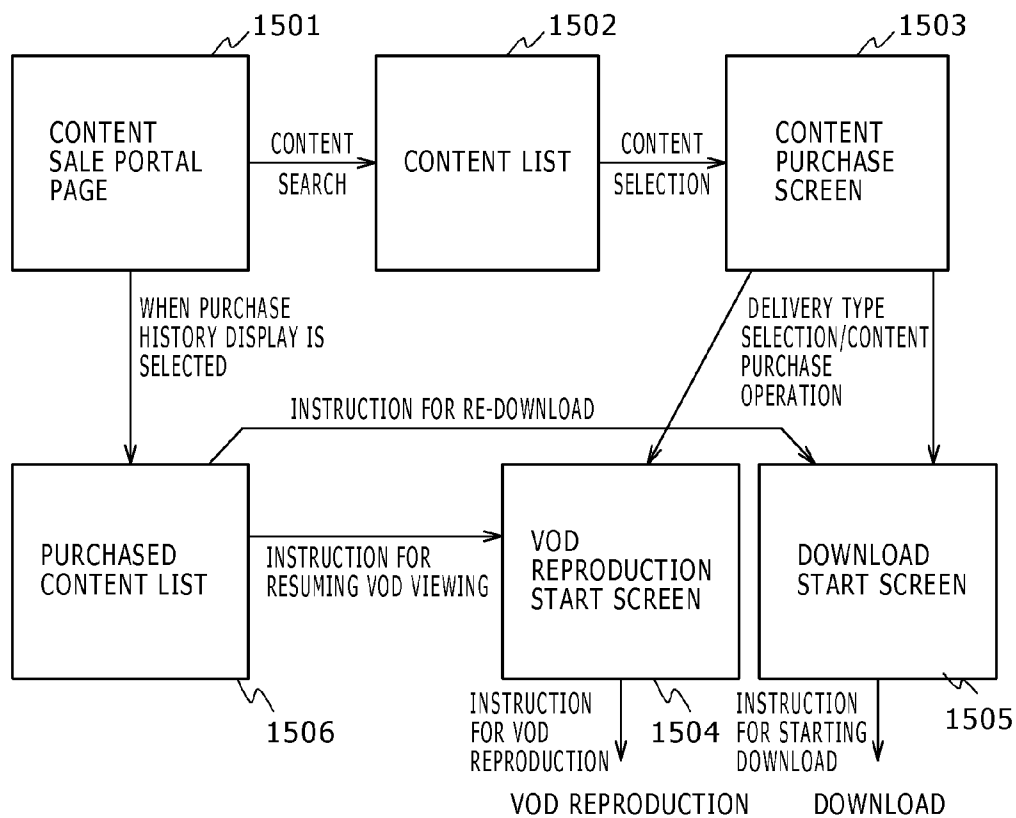 1501
1502
1503
CONTENT
SALE PORTAL
PAGE
CONTENT
SEARCH
CONTENT LIST
CONTENT
SELECTION
CONTENT
PURCHASE
SCREEN
WHEN PURCHASE
HISTORY DISPLAY IS
SELECTED
DELIVERY TYPE
SELECTION/CONTENT
PURCHASE
OPERATION
INSTRUCTION FOR RE-DOWNLOAD
PURCHASED
CONTENT LIST
INSTRUCTION FOR
RESUMING VOD VIEWING
VOD
REPRODUCTION
START SCREEN
DOWNLOAD
START SCREEN
1506
INSTRUCTION
FOR VOD
REPRODUCTION
1504
INSTRUCTION
FOR STARTING
DOWNLOAD
1505
VOD REPRODUCTION
DOWNLOAD